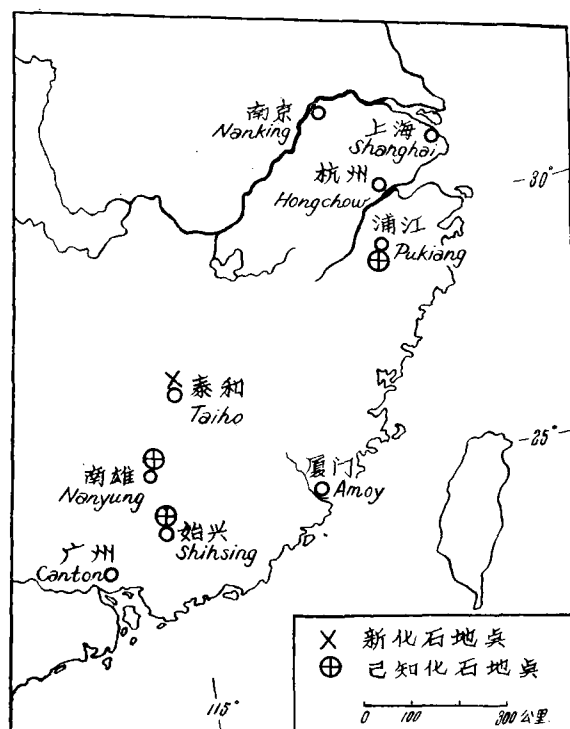 南京
Nanking
上海
Shanghai
杭州
Hongchow
30°
浦江
Pukiang
泰和
Taiho
25°
南雄
Nanyung
厦门
Amoy
始兴
Shihsing
广州
Canton
115°
新化石地点
已知化石地点
0 100 300公里